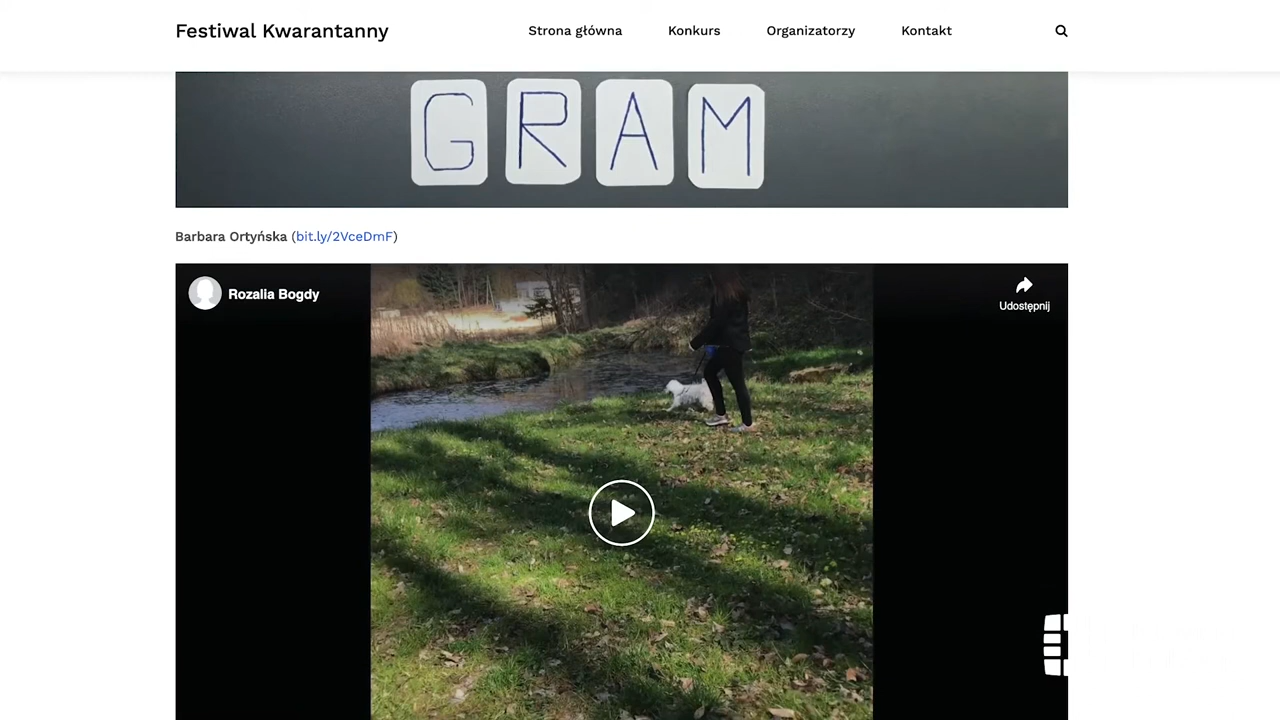 Festiwal Kwarantanny
Strona główna
Konkurs
Organizatorzy
Kontakt
GRAM
Barbara Ortyńska (bit.ly/2VceDmF)
Rozalia Bogdy
Udostępnij